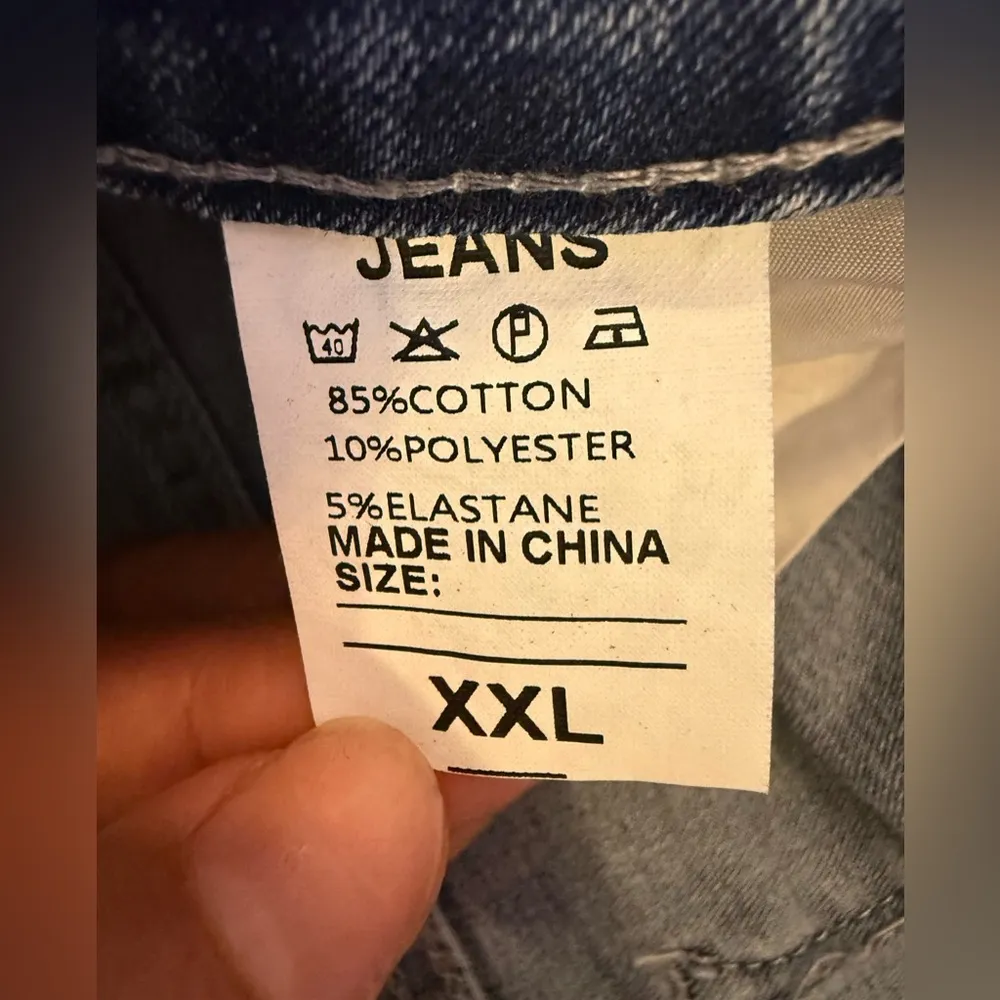 JEANS
40 P
85%COTTON
10%POLYESTER
5%ELASTANE
MADE IN CHINA
SIZE:
XXL